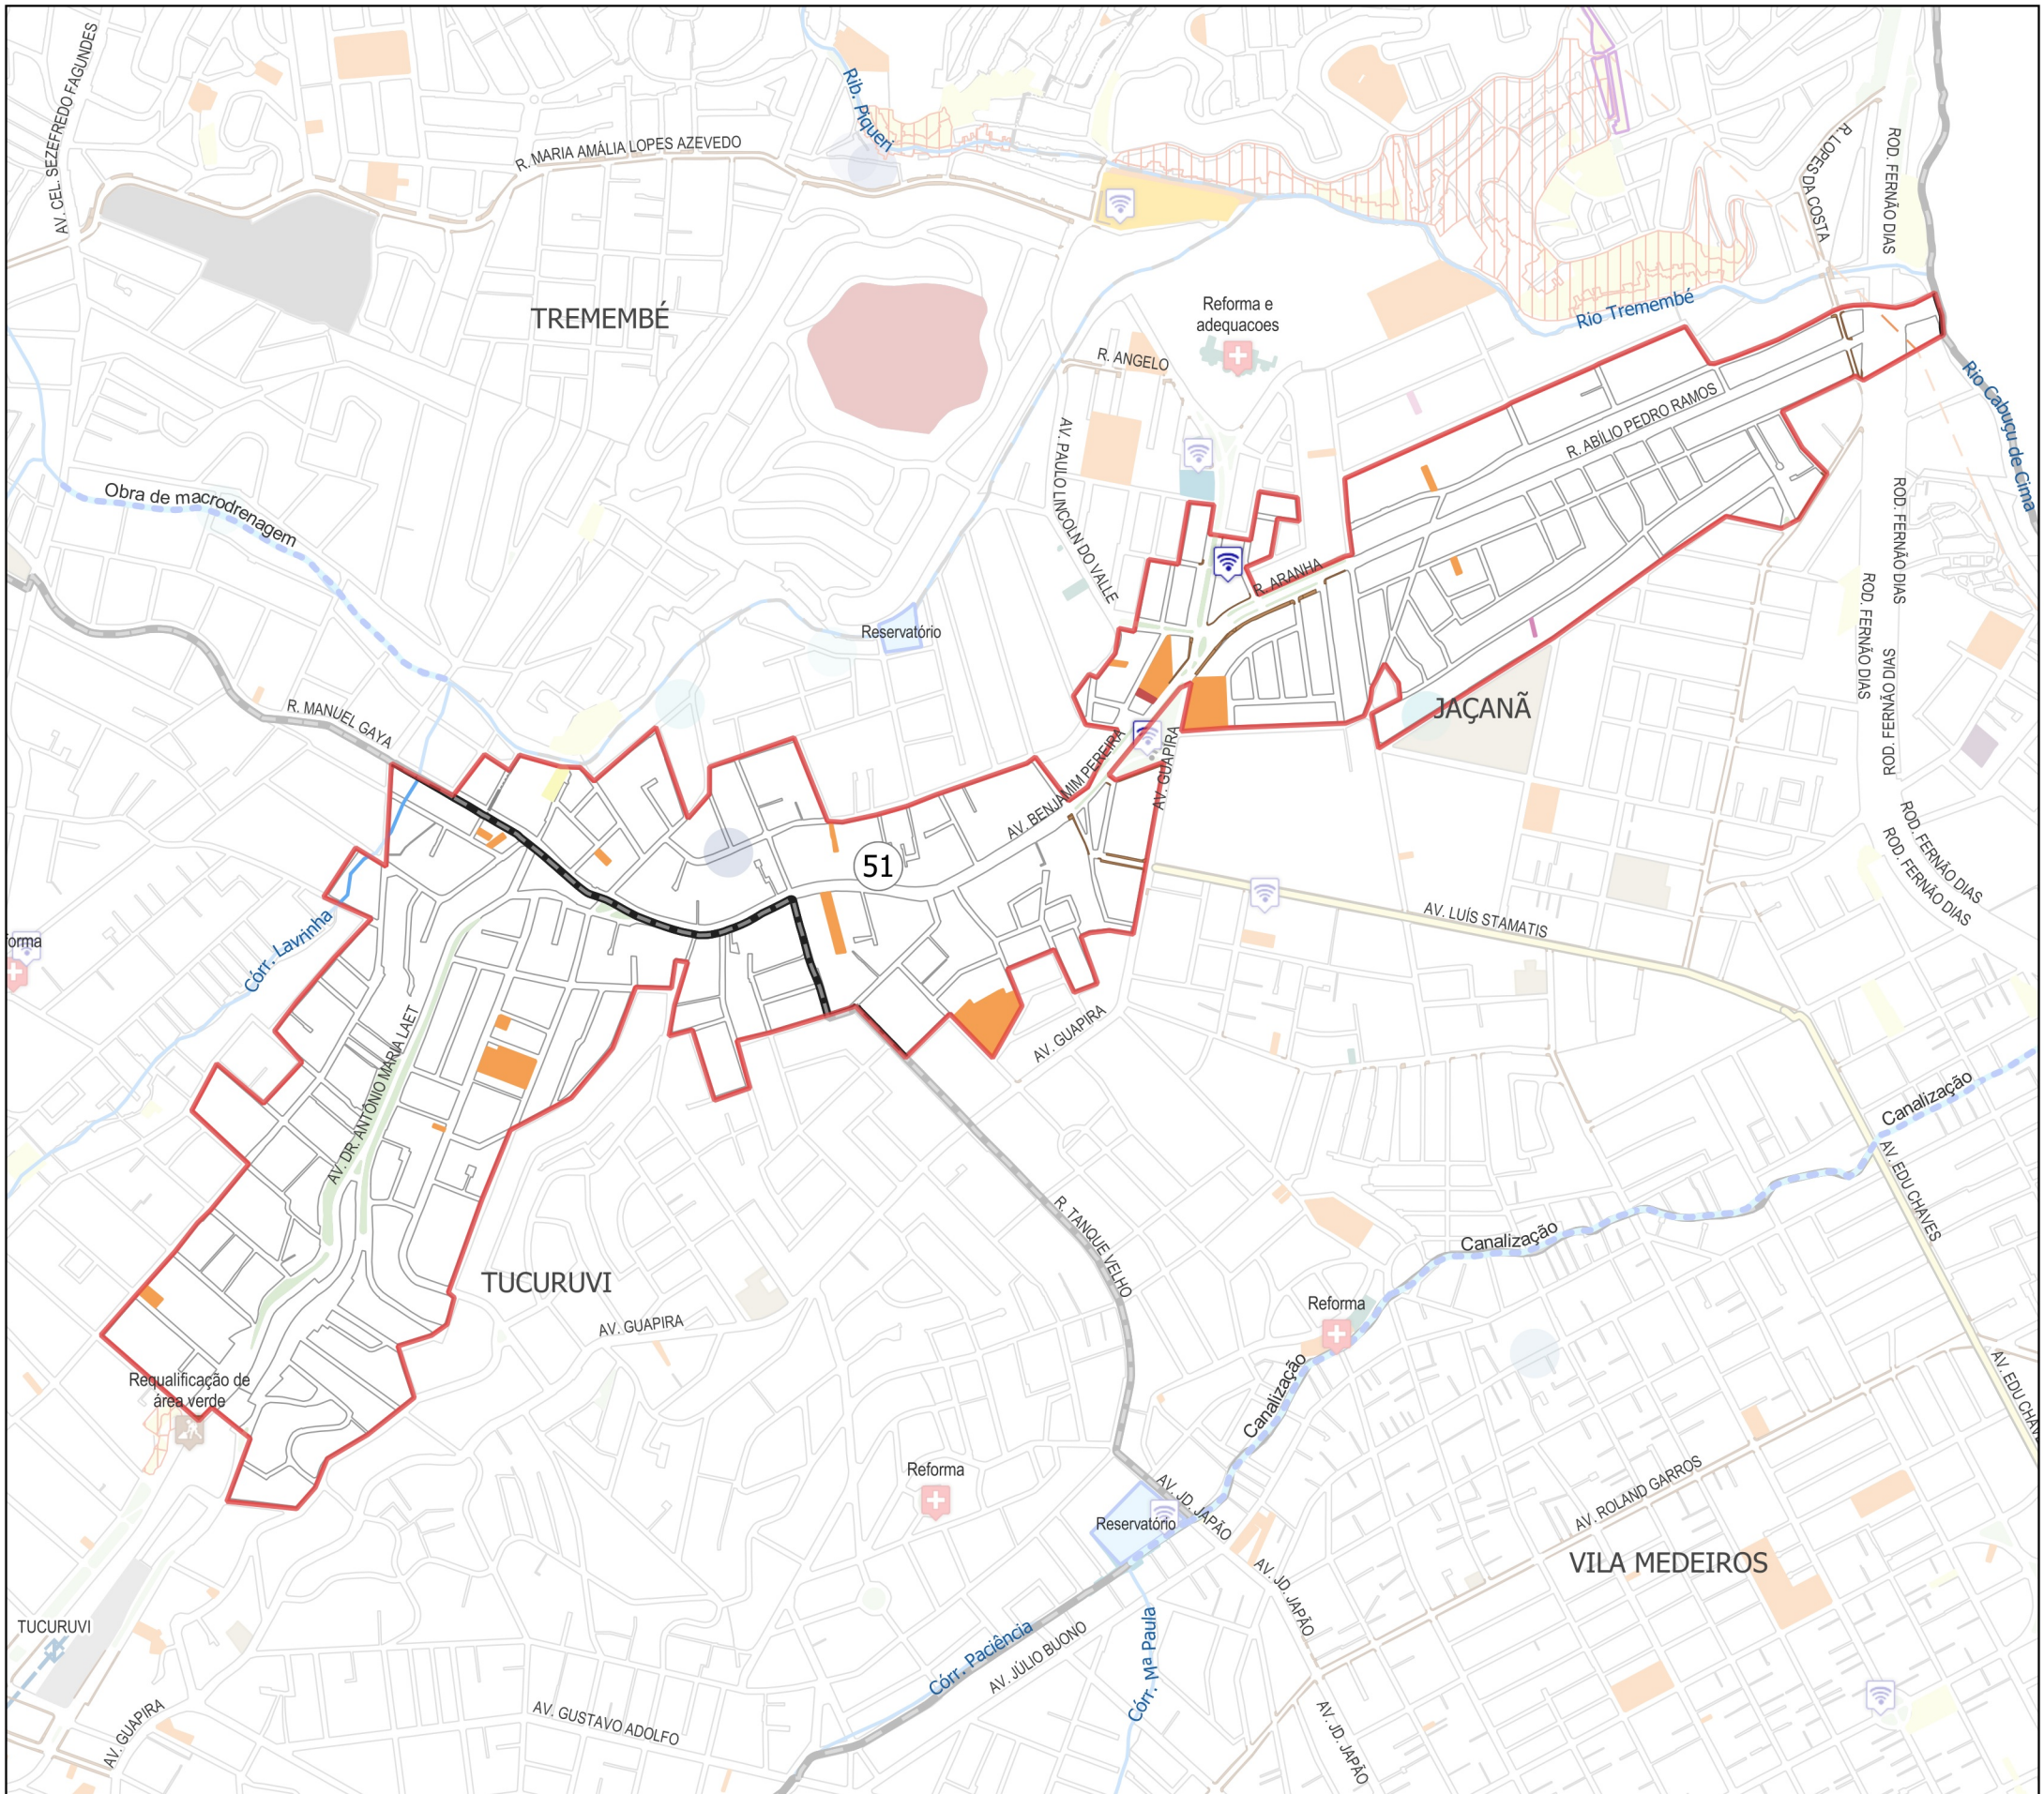 AV. CEL. SEZEFREDO FAGUNDES
R. MARIA AMÁLIA LOPES AZEVEDO
Rib. Piqueri
R. LOPES DA COSTA
ROD. FERNÃO DIAS
TREMEMBÉ
Reforma e
adequacoes
Rio Tremembé
R. ANGELO
Rio Cabuçu de Cima
R. ABÍLIO PEDRO RAMOS
AV. PAULO LINCOLN DO VALLE
Obra de macrodrenagem
ROD. FERNÃO DIAS
R. ARANHA
ROD. FERNÃO DIAS
Reservatório
ROD. FERNÃO DIAS
R. MANUEL GAYA
JAÇANÃ
AV. BENJAMIM PEREIRA
AV. GUAPIRA
51
ROD. FERNÃO DIAS
ROD. FERNÃO DIAS
AV. LUÍS STAMATIS
orma
Córr. Lavrinha
AV. GUAPIRA
AV. DR. ANTÔNIO MARIA LAET
Canalização
AV. EDU CHAVES
R. TANQUE VELHO
Canalização
TUCURUVI
AV. GUAPIRA
Reforma
Requalificação de
área verde
Canalização
AV. EDU CHAVE
Reforma
AV. JD. JAPÃO
Reservatório
AV. ROLAND GARROS
VILA MEDEIROS
AV. JD. JAPÃO
TUCURUVI
Córr. Paciência
AV. JÚLIO BUONO
Córr. Mª Paula
AV. GUAPIRA
AV. GUSTAVO ADOLFO
AV. JD. JAPÃO